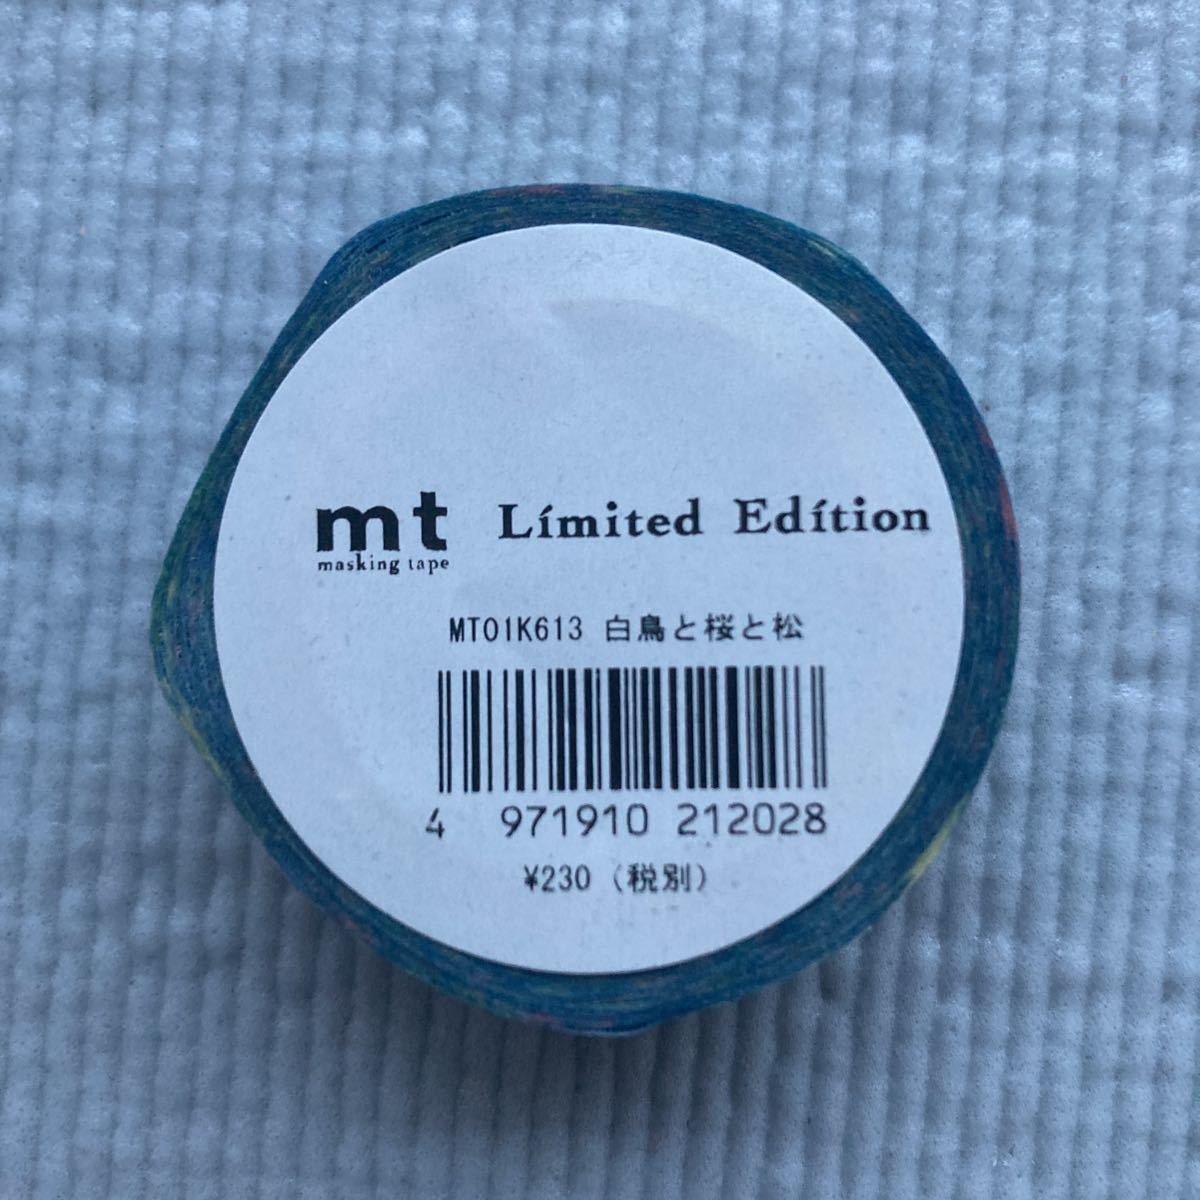 mt Límited Edítion
masking tape
MT01K613 白鳥と桜と松
4 971910 212028
¥230（税別）